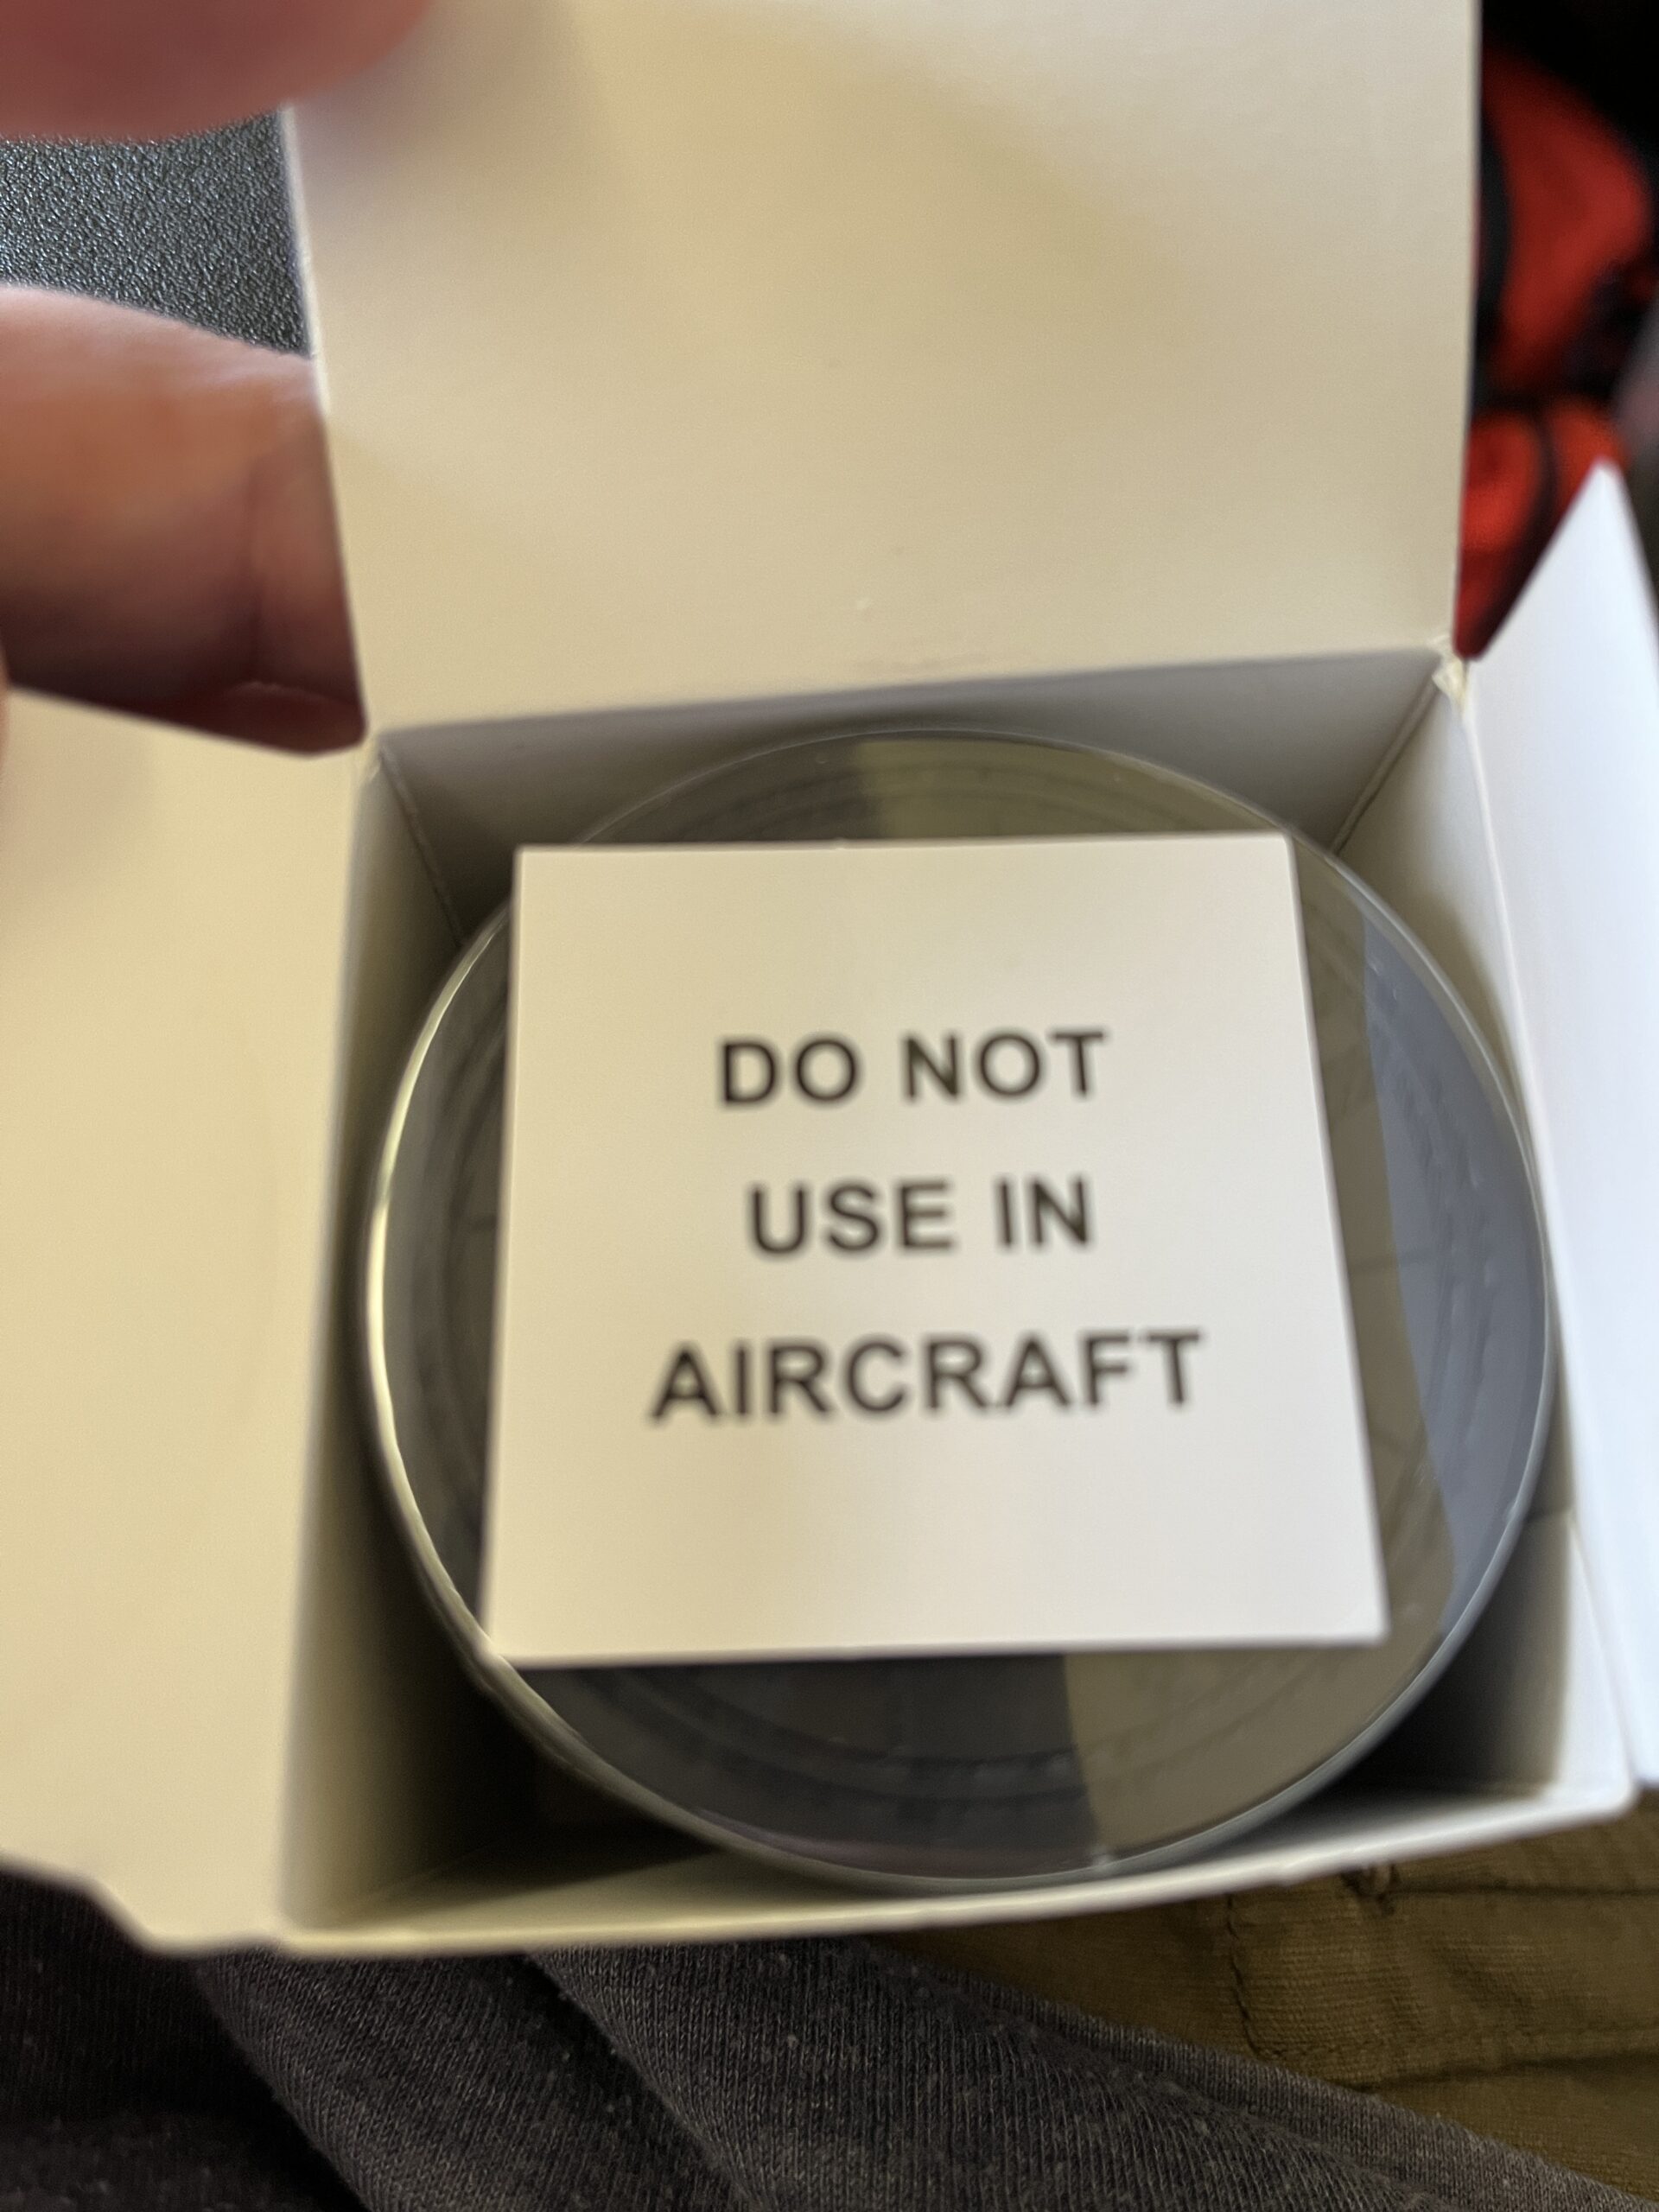 DO NOT
USE IN
AIRCRAFT